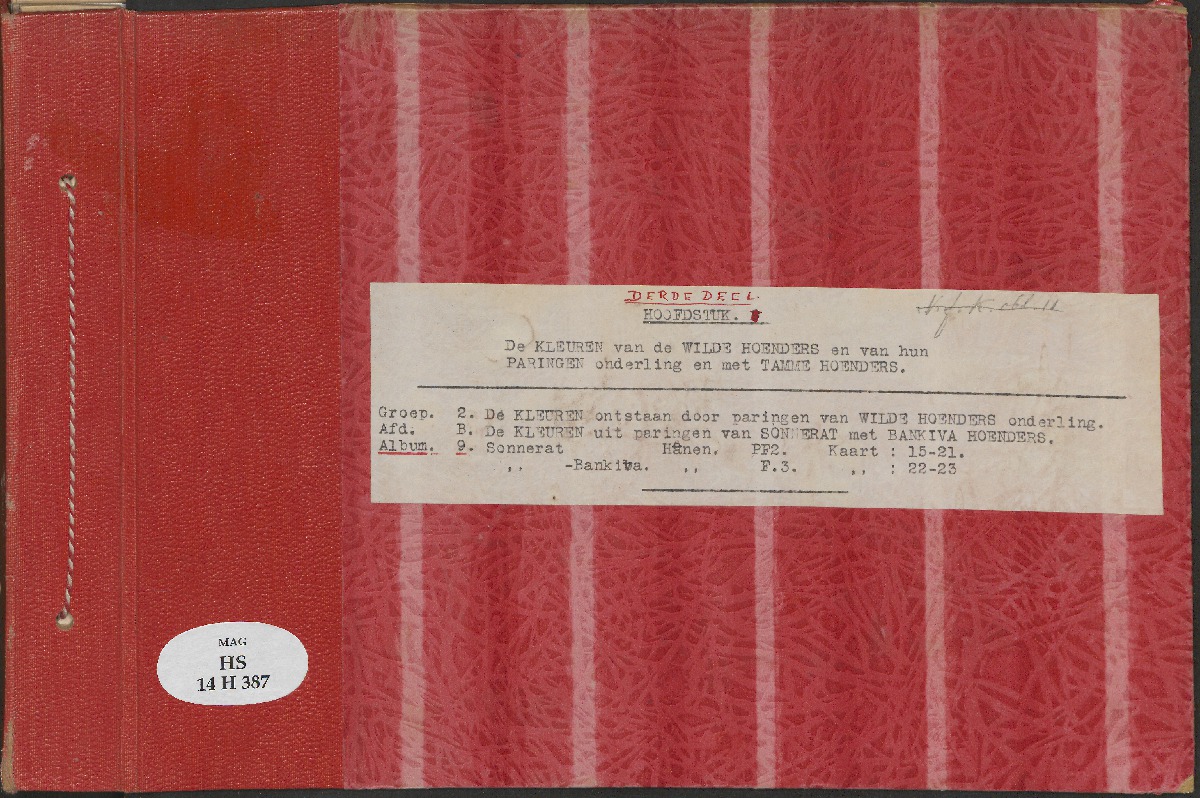 DERDE DEEL.
HOOFDSTUK.
De KLEUREN van de WILDE HOENDERS en van hun
PARINGEN onderling en met TAMME HOENDERS.
Groep. 2. De KLEUREN ontstaan door paringen van WILDE HOENDERS onderling.
Afd. B. De KLEUREN uit paringen van SONNERAT met BANKIVA HOENDERS.
Album. 9. Sonnerat Hanen. PF2. Kaart : 15-21.
,, -Bankiva. ,, F.3. ,, : 22-23
MAG
HS
14 H 387